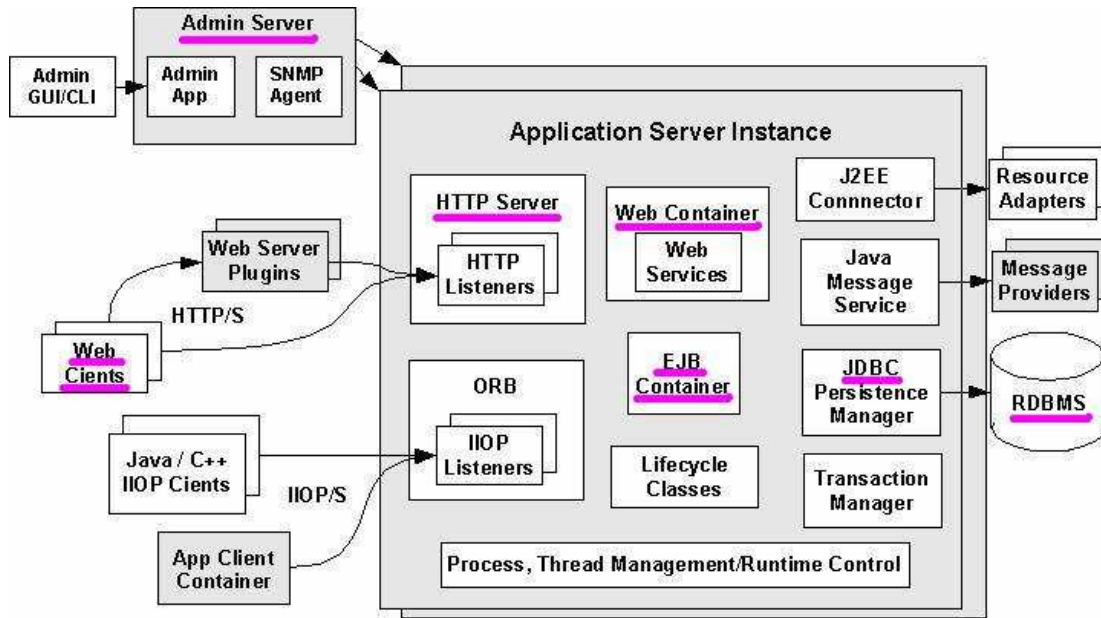 Admin Server
Admin
GUI/CLI
Admin
App
SNMP
Agent
Application Server Instance
HTTP Server
HTTP
Listeners
Web Container
Web
Services
J2EE
Connnector
Resource
Adapters
Web Server
Plugins
HTTP/S
Web
Cients
Java
Message
Service
Message
Providers
EJB
Container
JDBC
Persistence
Manager
RDBMS
ORB
IIOP
Listeners
Java / C++
IIOP Cients
IIOP/S
Lifecycle
Classes
Transaction
Manager
App Client
Container
Process, Thread Management/Runtime Control